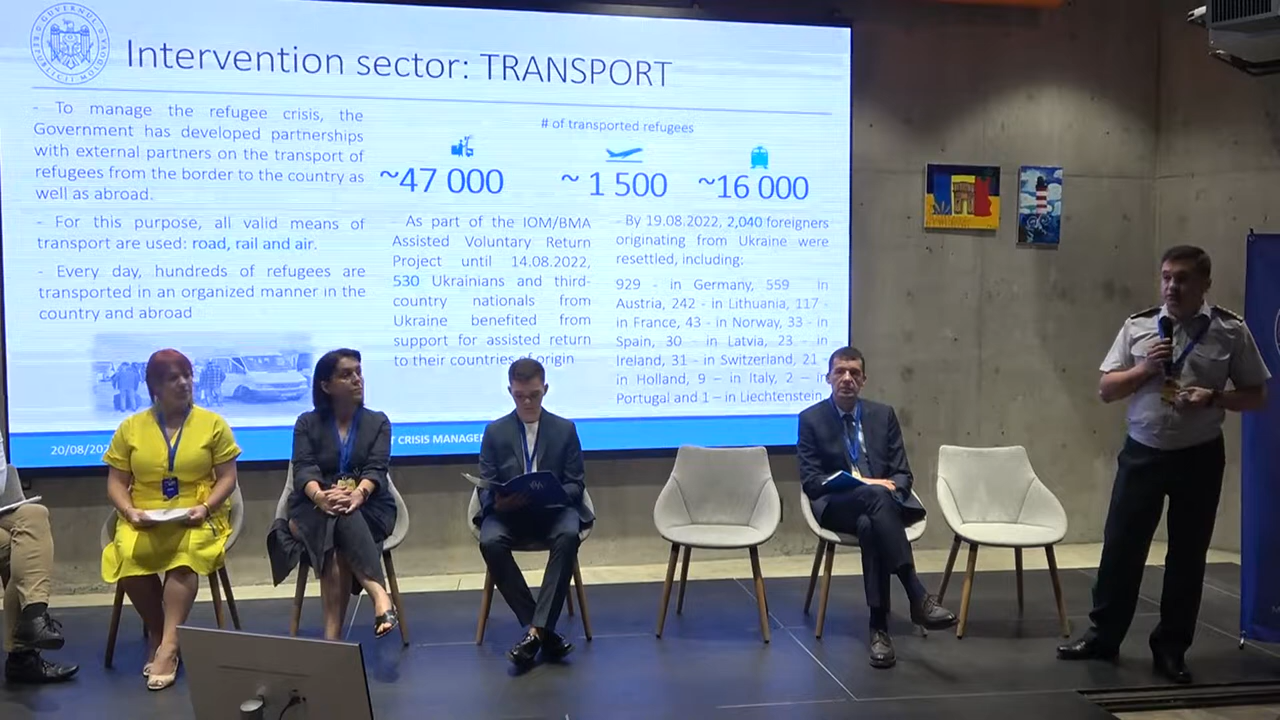 GUVERNUL
REPUBLICII MOLDOVA
Intervention sector: TRANSPORT
- To manage the refugee crisis, the
Government has developed partnerships
with external partners on the transport of
refugees from the border to the country as
well as abroad.
- For this purpose, all valid means of
transport are used: road, rail and air.
- Every day, hundreds of refugees are
transported in an organized manner in the
country and abroad
# of transported refugees
~47 000
~ 1 500
~16 000
- As part of the IOM/BMA
Assisted Voluntary Return
Project until 14.08.2022,
530 Ukrainians and third-
country nationals from
Ukraine benefited from
support for assisted return
to their countries of origin
- By 19.08.2022, 2,040 foreigners
originating from Ukraine were
resettled, including:
929 - in Germany, 559 - in
Austria, 242 - in Lithuania, 117 -
in France, 43 - in Norway, 33 - in
Spain, 30 - in Latvia, 23 - in
Ireland, 31 - in Switzerland, 21 -
in Holland, 9 – in Italy, 2 – in
Portugal and 1 – in Liechtenstein
20/08/202
T CRISIS MANAGE